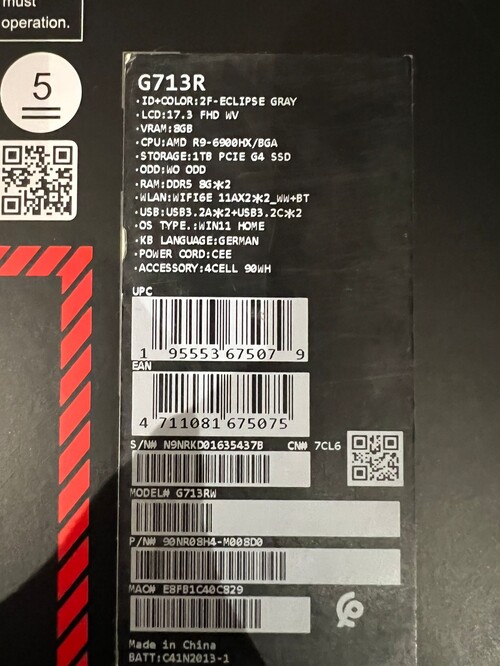 must
operation.
5
G713R
·ID+COLOR:2F-ECLIPSE GRAY
·LCD:17.3 FHD WV
·VRAM:8GB
·CPU:AMD R9-6900HX/BGA
·STORAGE:1TB PCIE G4 SSD
·ODD:WO ODD
·RAM:DDR5 8G*2
·WLAN:WIFI6E 11AX2*2_WW+BT
·USB:USB3.2A*2+USB3.2C*2
·OS TYPE.:WIN11 HOME
·KB LANGUAGE:GERMAN
·POWER CORD:CEE
·ACCESSORY:4CELL 90WH
UPC
1 95553 67507 9
EAN
4 711081 675075
S/N# N9NRKD01635437B CN# 7CL6
MODEL# G713RW
P/N# 90NR08H4-M008D0
MAC# E8FB1C40C829
Made in China
BATT:C41N2013-1